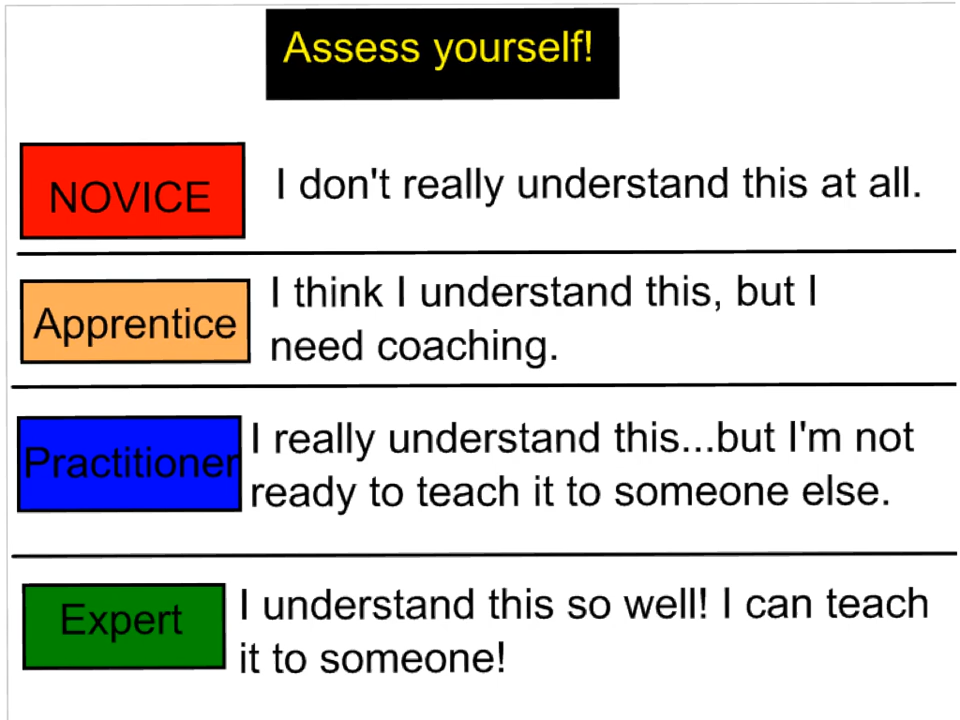 Assess yourself!
NOVICE
I don't really understand this at all.
Apprentice
I think I understand this, but I
need coaching.
Practitioner
I really understand this...but I'm not
ready to teach it to someone else.
Expert
I understand this so well! I can teach
it to someone!